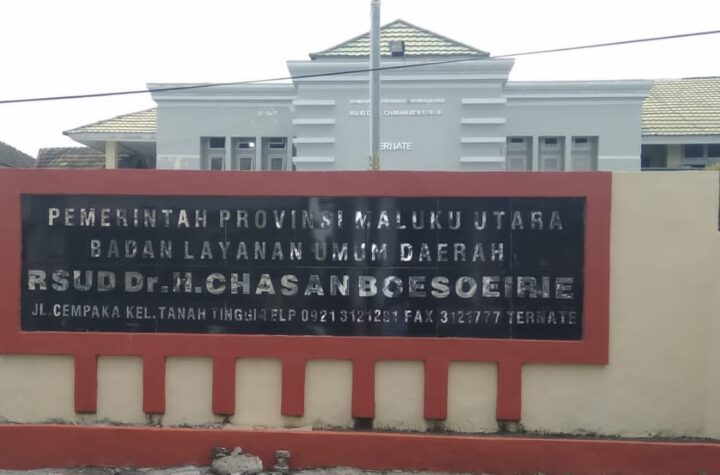 RSUD
TERNATE
PEMERINTAH PROVINSI MALUKU UTARA
BADAN LAYANAN UMUM DAERAH
RSUD Dr.H.CHASAN BOESOEIRIE
JL.CEMPAKA KEL.TANAH TINGGI TELP 0921 3121281 FAX 3121777 TERNATE